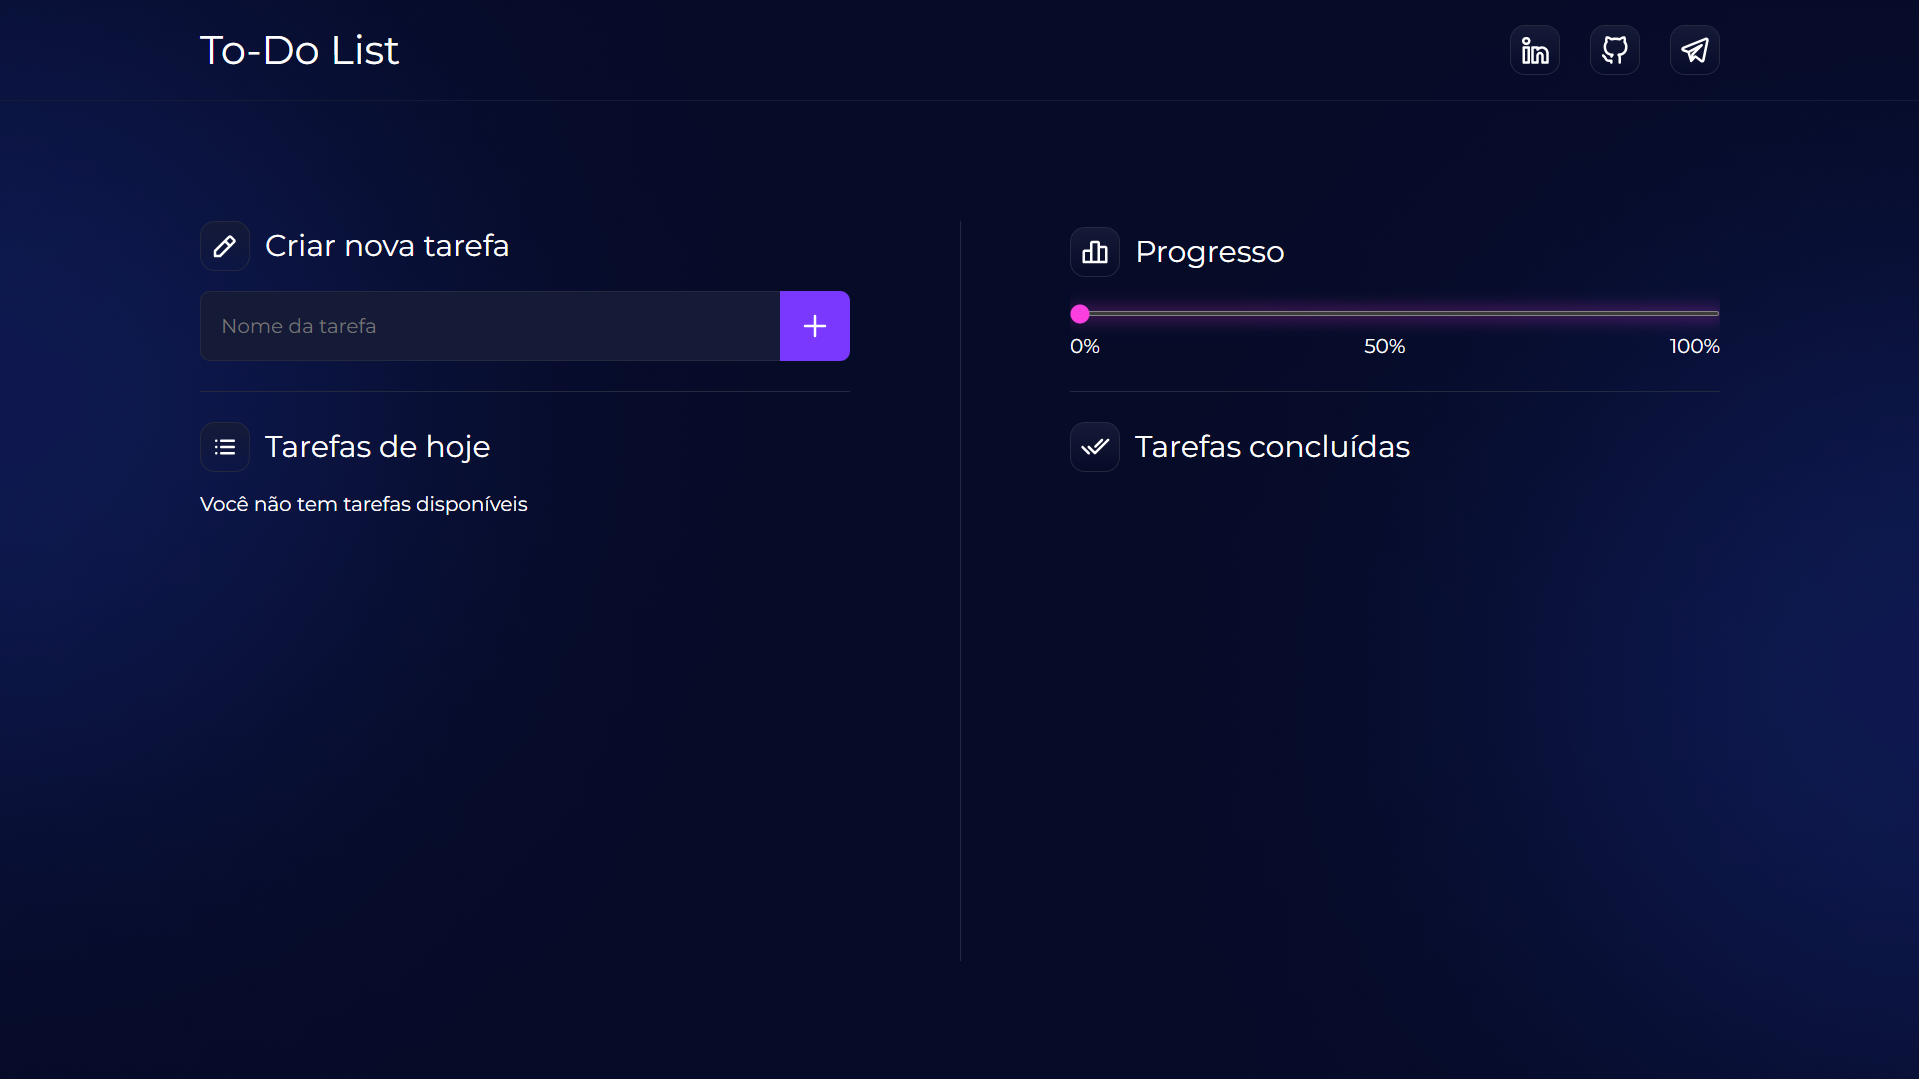 To-Do List
Criar nova tarefa
Nome da tarefa
Tarefas de hoje
Você não tem tarefas disponíveis
Progresso
0% 50% 100%
Tarefas concluídas